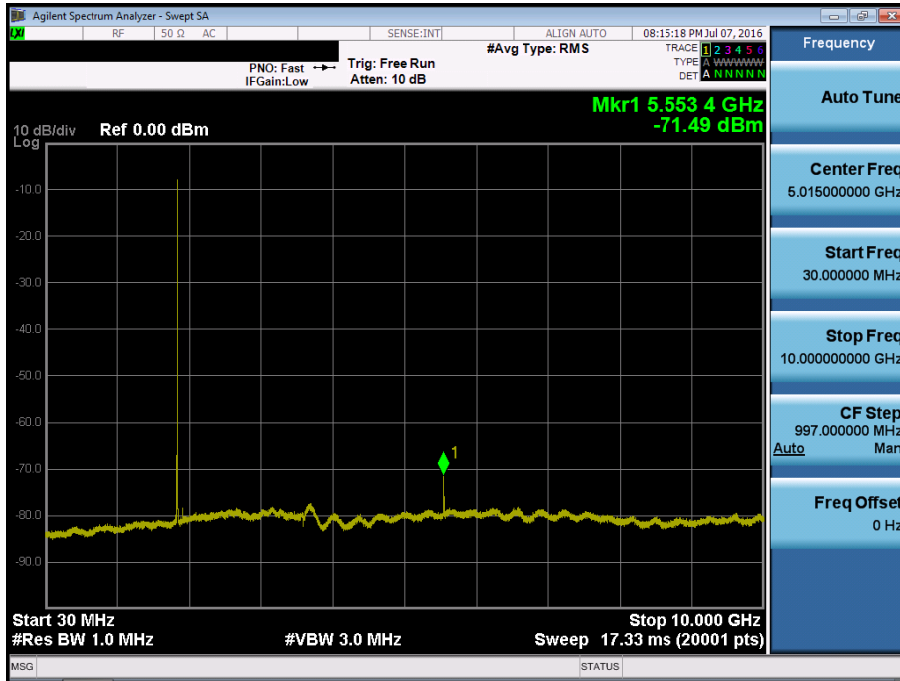 Agilent Spectrum Analyzer - Swept SA
LXI RF 50 Ω AC SENSE:INT ALIGN AUTO 08:15:18 PM Jul 07, 2016
Frequency
#Avg Type: RMS
TRACE 1 2 3 4 5 6
TYPE A WWWWW
DET A N N N N N
PNO: Fast
IFGain:Low
Trig: Free Run
Atten: 10 dB
Auto Tune
Mkr1 5.553 4 GHz
-71.49 dBm
10 dB/div Ref 0.00 dBm
Log
Center Freq
5.015000000 GHz
-10.0
-20.0
Start Freq
30.000000 MHz
-30.0
-40.0
Stop Freq
10.000000000 GHz
-50.0
-60.0
CF Step
997.000000 MHz
Auto Man
1
-70.0
-80.0
Freq Offset
0 Hz
-90.0
Start 30 MHz Stop 10.000 GHz
#Res BW 1.0 MHz #VBW 3.0 MHz Sweep 17.33 ms (20001 pts)
MSG STATUS